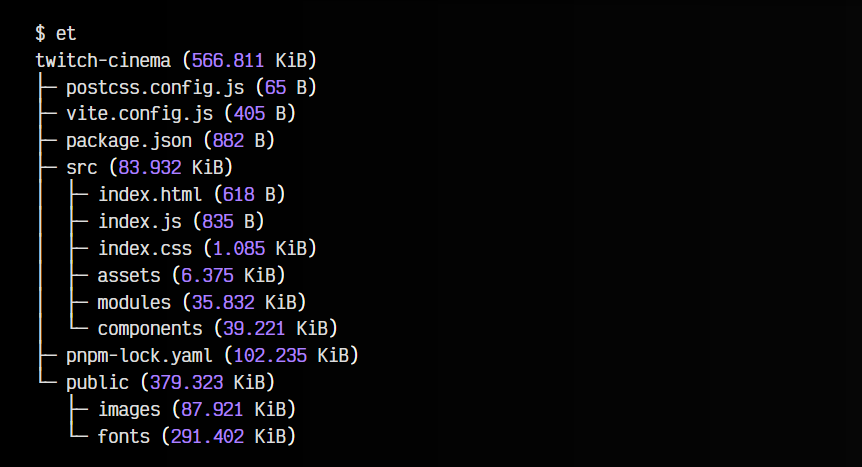 $ et
twitch-cinema (566.811 KiB)
├─ postcss.config.js (65 B)
├─ vite.config.js (405 B)
├─ package.json (882 B)
├─ src (83.932 KiB)
│  ├─ index.html (618 B)
│  ├─ index.js (835 B)
│  ├─ index.css (1.085 KiB)
│  ├─ assets (6.375 KiB)
│  ├─ modules (35.832 KiB)
│  └─ components (39.221 KiB)
├─ pnpm-lock.yaml (102.235 KiB)
└─ public (379.323 KiB)
   ├─ images (87.921 KiB)
   └─ fonts (291.402 KiB)